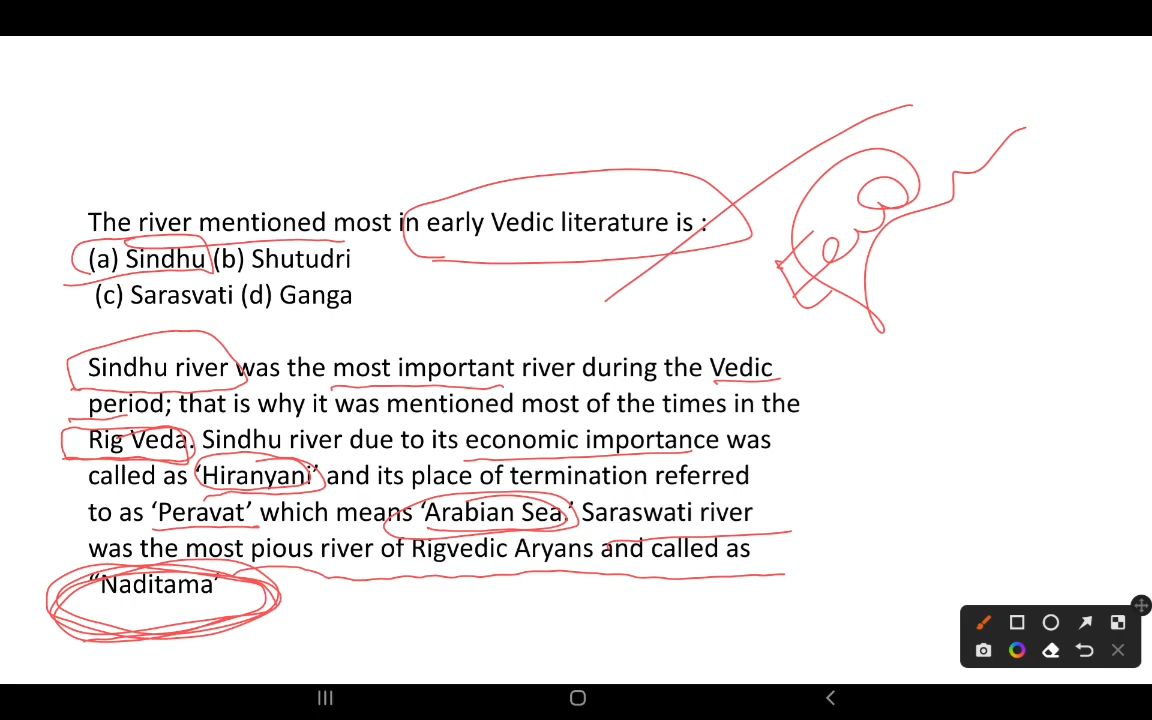 The river mentioned most in early Vedic literature is :
(a) Sindhu (b) Shutudri
(c) Sarasvati (d) Ganga
Sindhu river was the most important river during the Vedic
period; that is why it was mentioned most of the times in the
Rig Veda. Sindhu river due to its economic importance was
called as ‘Hiranyani’ and its place of termination referred
to as ‘Peravat’ which means ‘Arabian Sea.’ Saraswati river
was the most pious river of Rigvedic Aryans and called as
“Naditama’